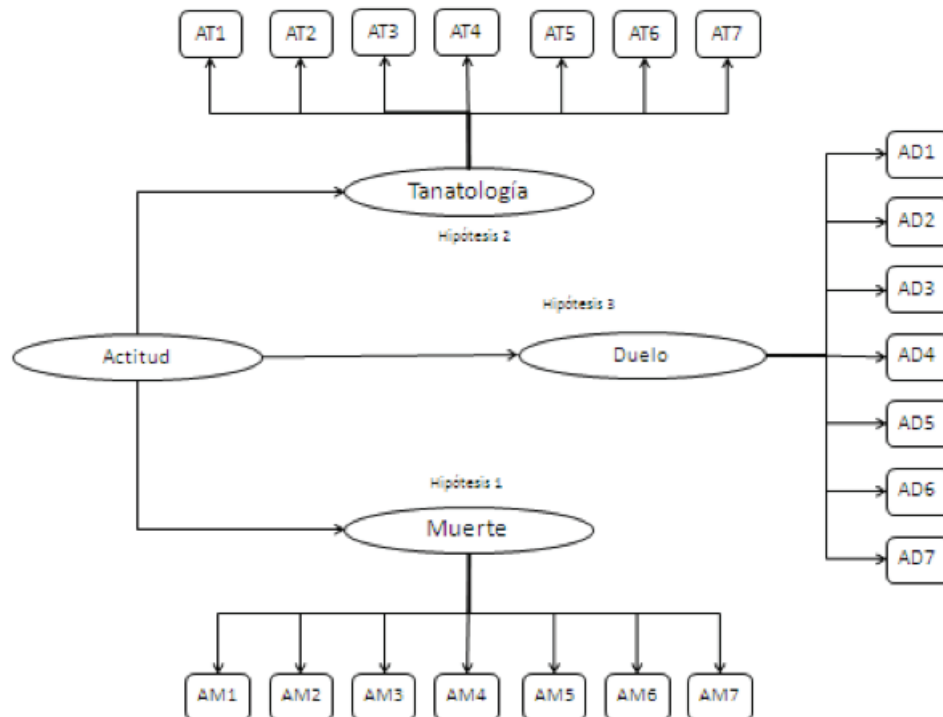 AT1 AT2 AT3 AT4 AT5 AT6 AT7
AD1
Tanatología
AD2
Hipótesis 2
AD3
Hipótesis 3
Actitud
Duelo
AD4
AD5
Hipótesis 1
AD6
Muerte
AD7
AM1 AM2 AM3 AM4 AM5 AM6 AM7